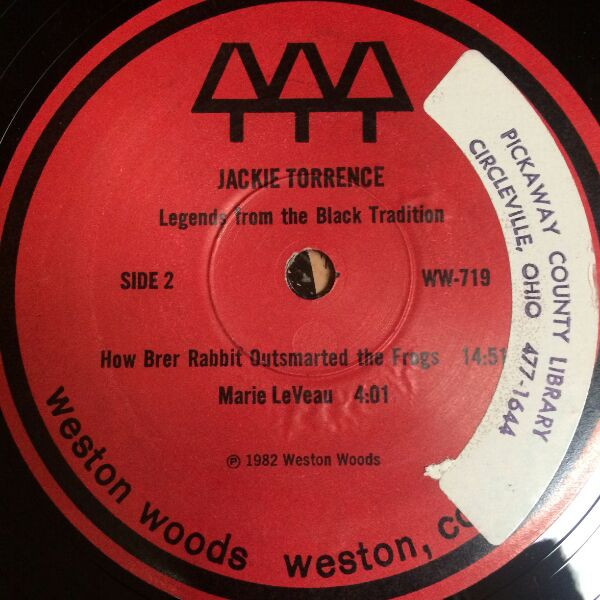 JACKIE TORRENCE
Legends from the Black Tradition
SIDE 2
WW-719
How Brer Rabbit Outsmarted the Frogs 14:51
Marie LeVeau 4:01
℗ 1982 Weston Woods
weston woods weston, co
PICKAWAY COUNTY LIBRARY
CIRCLEVILLE, OHIO 477-1644